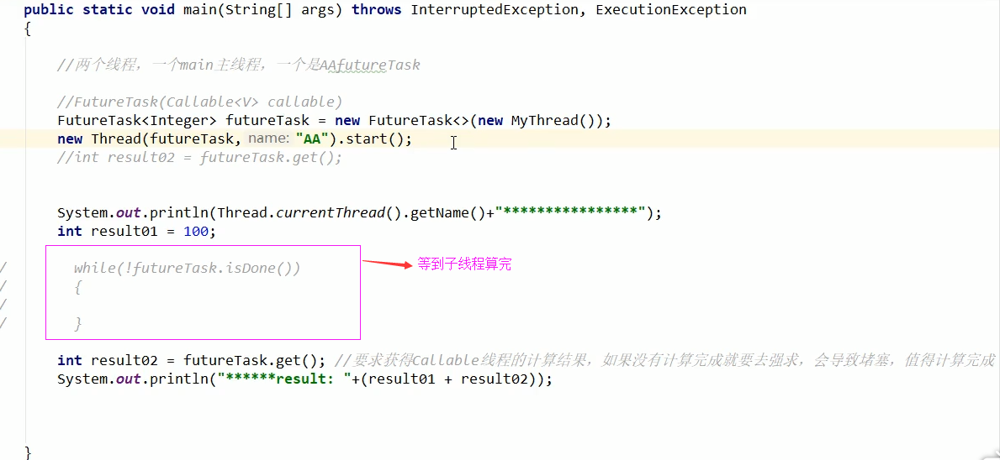 public static void main(String[] args) throws InterruptedException, ExecutionException
{
//两个线程，一个main主线程，一个是AAfutureTask
//FutureTask(Callable<V> callable)
FutureTask<Integer> futureTask = new FutureTask<>(new MyThread());
new Thread(futureTask, name: "AA").start();
//int result02 = futureTask.get();
System.out.println(Thread.currentThread().getName()+"****************");
int result01 = 100;
/ while(!futureTask.isDone())
等到子线程算完
/ {
/
/ }
int result02 = futureTask.get(); //要求获得Callable线程的计算结果，如果没有计算完成就要去强求，会导致堵塞，值得计算完成
System.out.println("******result: "+(result01 + result02));
}